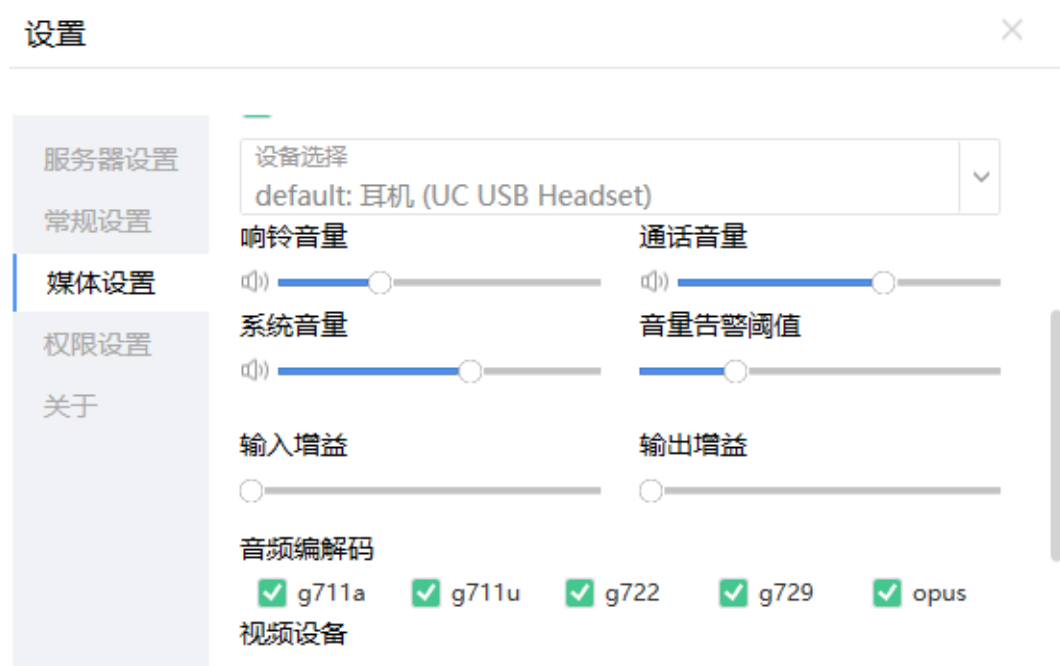 设置
服务器设置
常规设置
媒体设置
权限设置
关于
设备选择
default: 耳机 (UC USB Headset)
响铃音量
通话音量
系统音量
音量告警阈值
输入增益
输出增益
音频编解码
g711a
g711u
g722
g729
opus
视频设备